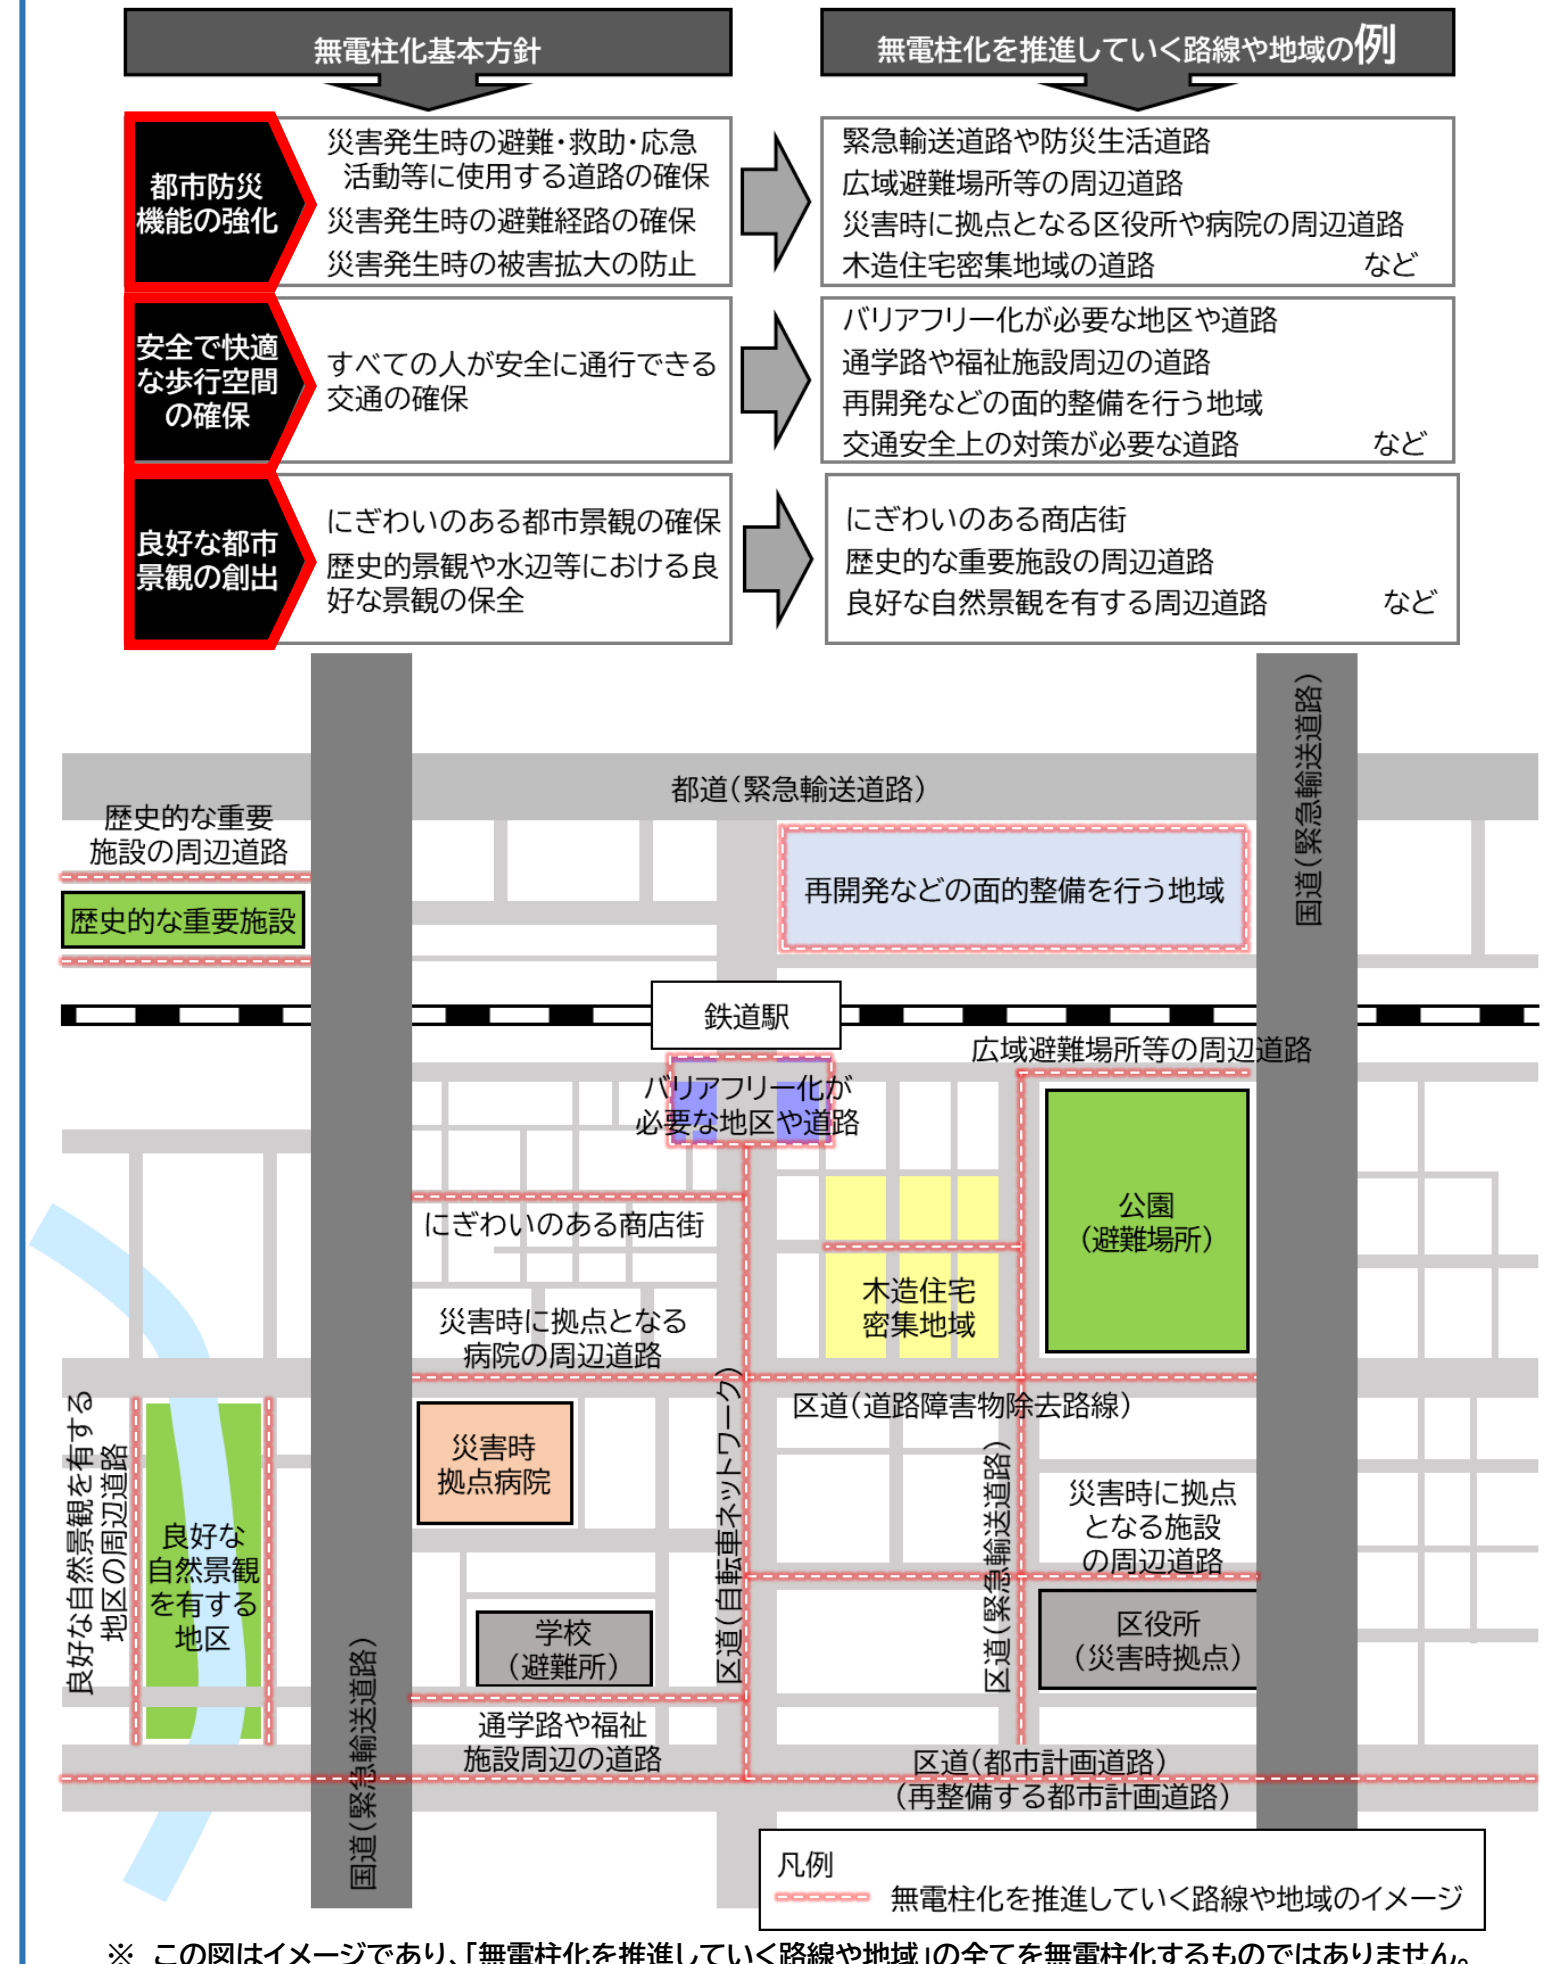 無電柱化基本方針
無電柱化を推進していく路線や地域の例
都市防災
機能の強化
災害発生時の避難・救助・応急
活動等に使用する道路の確保
災害発生時の避難経路の確保
災害発生時の被害拡大の防止
緊急輸送道路や防災生活道路
広域避難場所等の周辺道路
災害時に拠点となる区役所や病院の周辺道路
木造住宅密集地域の道路 など
安全で快適
な歩行空間
の確保
すべての人が安全に通行できる
交通の確保
バリアフリー化が必要な地区や道路
通学路や福祉施設周辺の道路
再開発などの面的整備を行う地域
交通安全上の対策が必要な道路 など
良好な都市
景観の創出
にぎわいのある都市景観の確保
歴史的景観や水辺等における良
好な景観の保全
にぎわいのある商店街
歴史的な重要施設の周辺道路
良好な自然景観を有する周辺道路 など
国道(緊急輸送道路)
都道(緊急輸送道路)
歴史的な重要
施設の周辺道路
歴史的な重要施設
再開発などの面的整備を行う地域
鉄道駅
広域避難場所等の周辺道路
バリアフリー化が
必要な地区や道路
公園
(避難場所)
にぎわいのある商店街
木造住宅
密集地域
災害時に拠点となる
病院の周辺道路
区道(道路障害物除去路線)
良好な自然景観を有する
地区の周辺道路
災害時
拠点病院
区道(自転車ネットワーク)
区道(緊急輸送道路)
災害時に拠点
となる施設
の周辺道路
良好な
自然景観
を有する
地区
学校
(避難所)
区役所
(災害時拠点)
国道(緊急輸送道路)
通学路や福祉
施設周辺の道路
区道(都市計画道路)
(再整備する都市計画道路)
凡例
無電柱化を推進していく路線や地域のイメージ
※ この図はイメージであり、「無電柱化を推進していく路線や地域」の全てを無電柱化するものではありません。